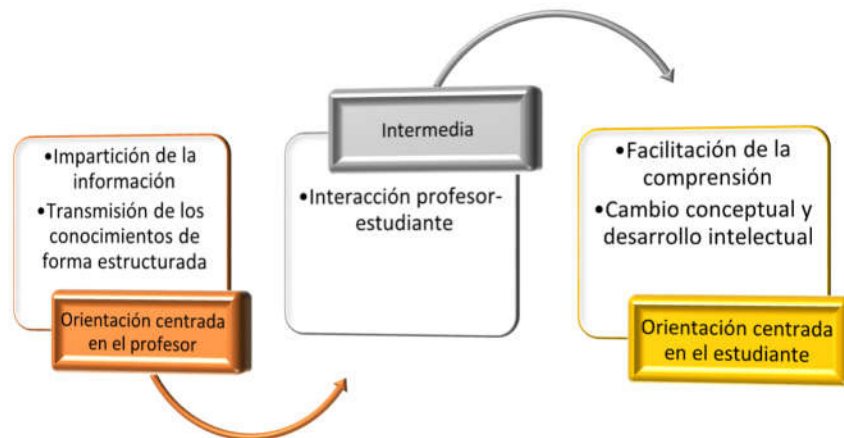 •Impartición de la
información
•Transmisión de los
conocimientos de
forma estructurada
Orientación centrada
en el profesor
Intermedia
•Interacción profesor-
estudiante
•Facilitación de la
comprensión
•Cambio conceptual y
desarrollo intelectual
Orientación centrada
en el estudiante